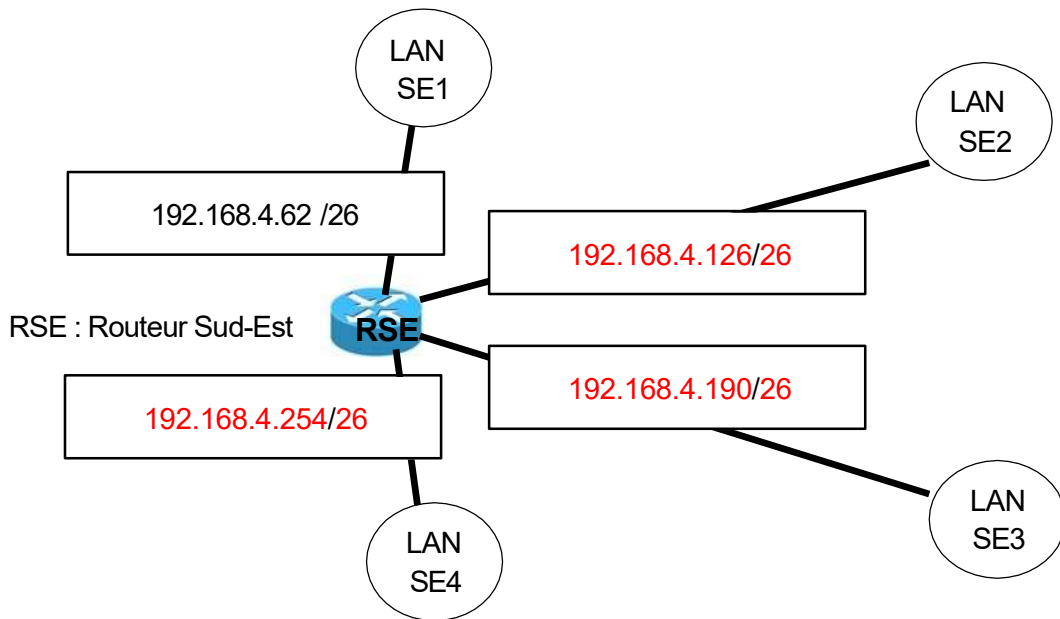 LAN
SE1
LAN
SE2
192.168.4.62 /26
192.168.4.126/26
RSE : Routeur Sud-Est
RSE
192.168.4.254/26
192.168.4.190/26
LAN
SE4
LAN
SE3